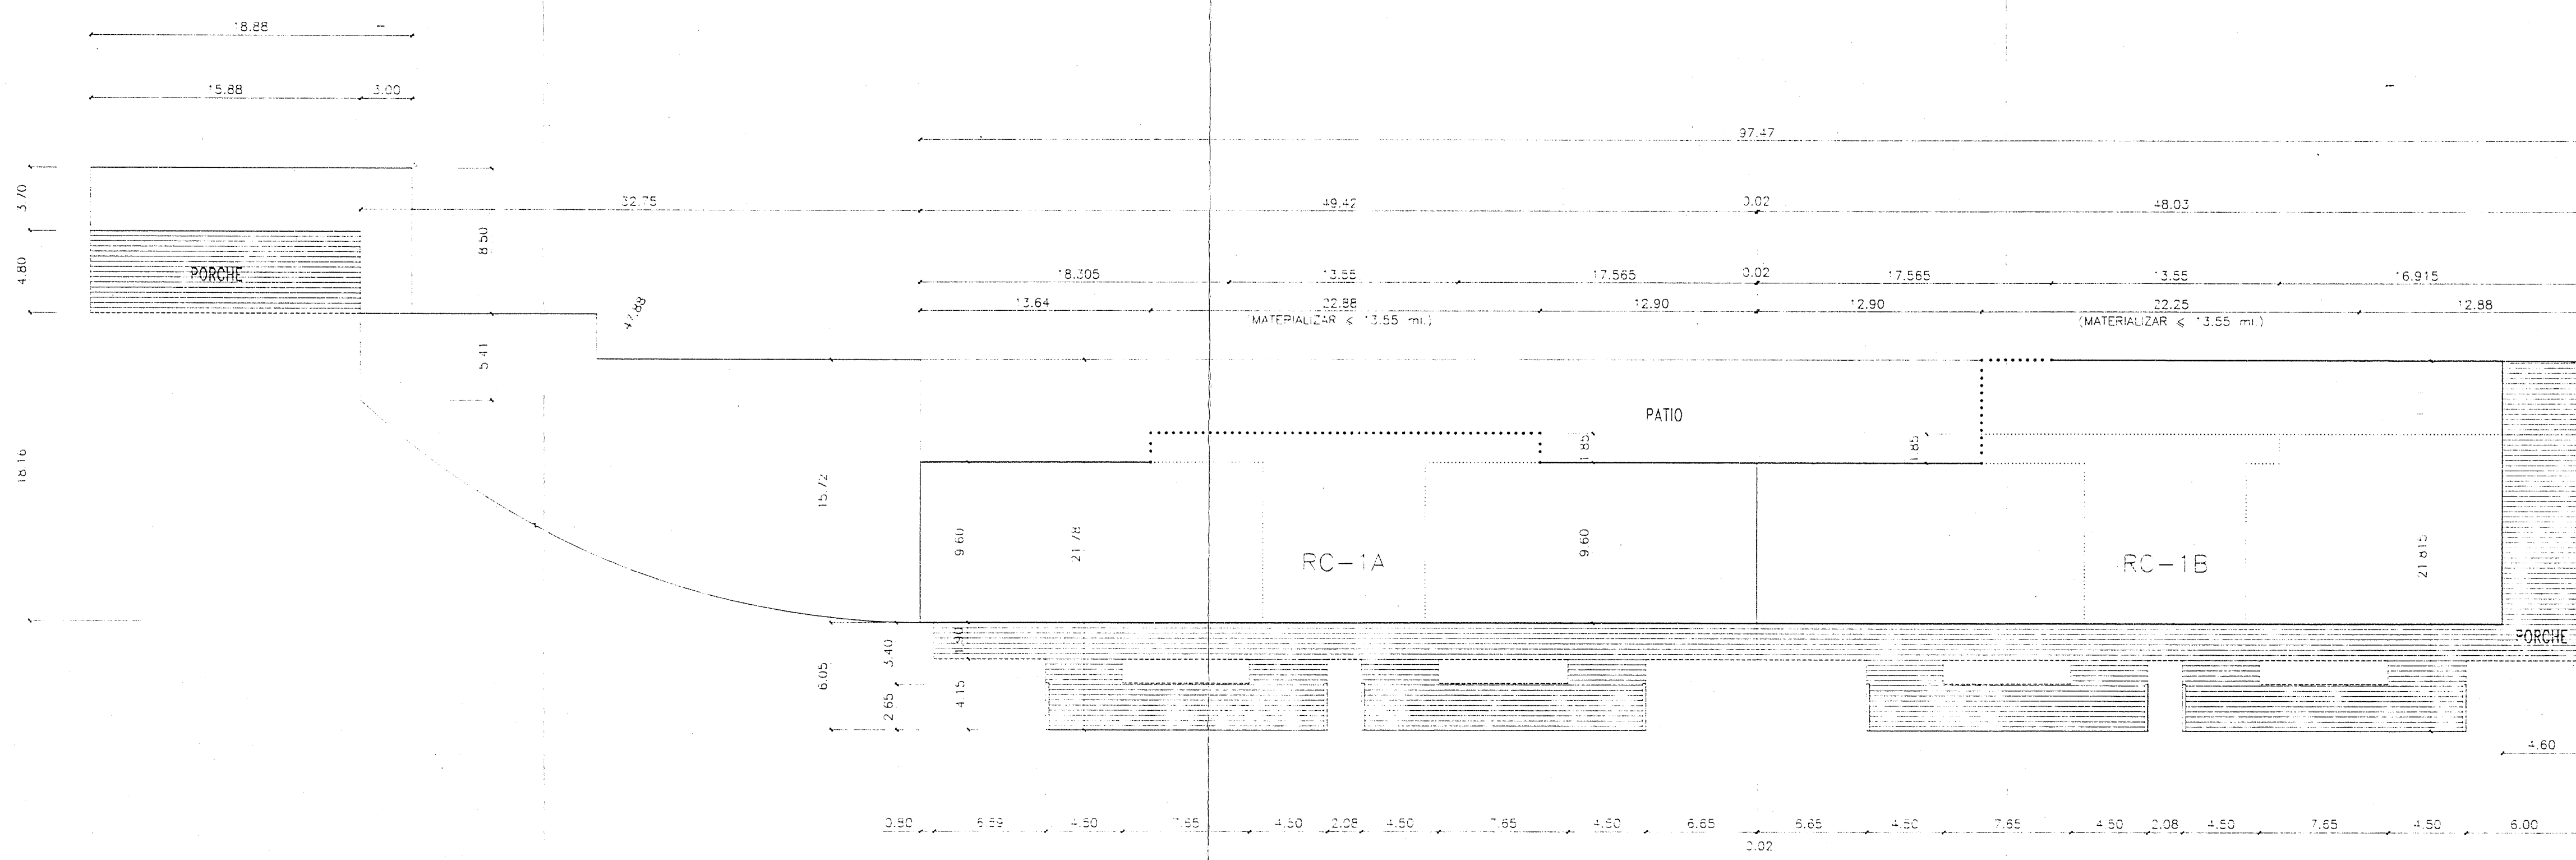 18.88
15.88 3.00
97.47
32.75 49.42 0.02 48.03
3.70
8.50
4.80
PORCHE
47.88
18.305 13.55 17.565 0.02 17.565 13.55 16.915
13.64 22.88 12.90 12.90 22.25 12.88
(MATERIALIZAR ⩽ 13.55 ml.) (MATERIALIZAR ⩽ 13.55 ml.)
5.41
PATIO
1.85 1.85
18.16
15.72
9.60 21.78 9.60 21.815
RC-1A RC-1B
PORCHE
6.05 3.40 1.90
2.65 4.15
4.60
0.80 6.59 4.50 7.65 4.50 2.08 4.50 7.65 4.50 6.65 6.65 4.50 7.65 4.50 2.08 4.50 7.65 4.50 6.00
0.02